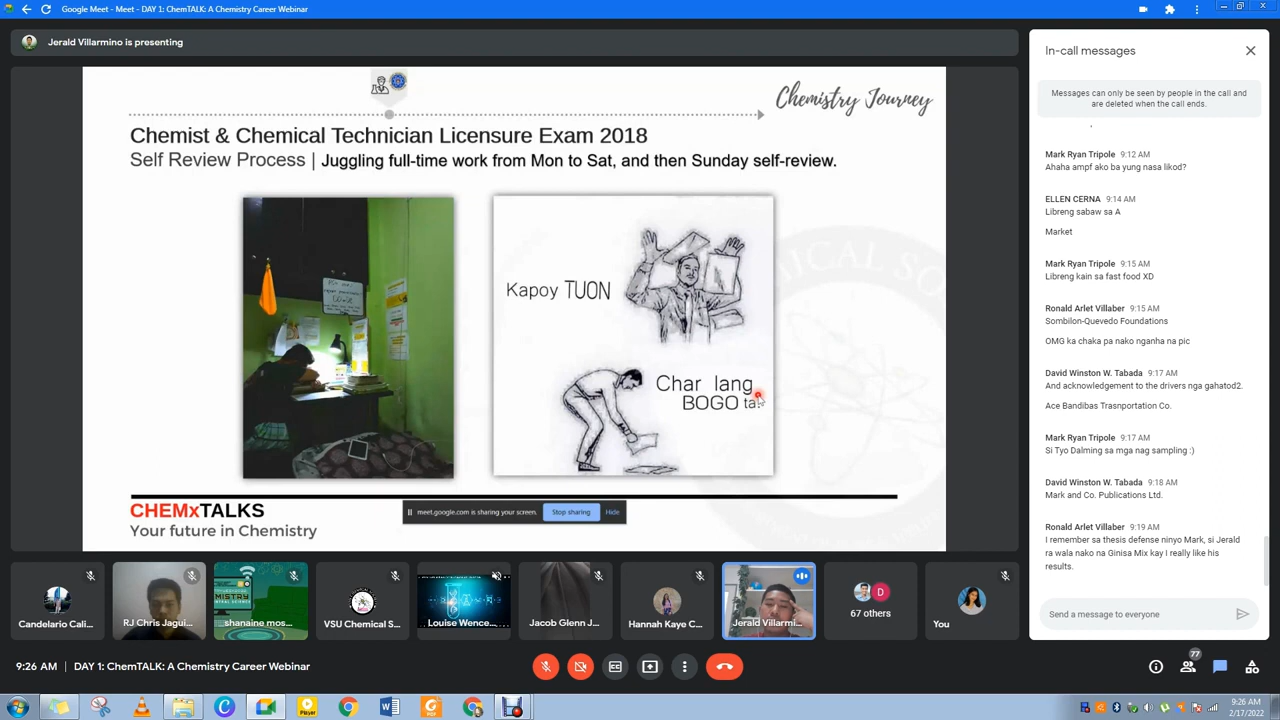 Google Meet - Meet - DAY 1: ChemTALK: A Chemistry Career Webinar
Jerald Villarmino is presenting
Chemistry Journey
Chemist & Chemical Technician Licensure Exam 2018
Self Review Process | Juggling full-time work from Mon to Sat, and then Sunday self-review.
Kapoy TUON
Char lang
BOGO
CHEMxTALKS
Your future in Chemistry
meet.google.com is sharing your screen.
Stop sharing
Hide
Candelario Cali...
RJ Chris Jagui...
shanaine mos...
VSU Chemical S...
Louise Wence...
Jacob Glenn J...
Hannah Kaye C...
Jerald Villarmi...
D
67 others
You
9:26 AM | DAY 1: ChemTALK: A Chemistry Career Webinar
In-call messages
Messages can only be seen by people in the call and
are deleted when the call ends.
Mark Ryan Tripole 9:12 AM
Ahaha ampf ako ba yung nasa likod?
ELLEN CERNA 9:14 AM
Libreng sabaw sa A
Market
Mark Ryan Tripole 9:15 AM
Libreng kain sa fast food XD
Ronald Arlet Villaber 9:15 AM
Sombilon-Quevedo Foundations
OMG ka chaka pa nako nganha na pic
David Winston W. Tabada 9:17 AM
And acknowledgement to the drivers nga gahatod2.
Ace Bandibas Trasnportation Co.
Mark Ryan Tripole 9:17 AM
Si Tyo Dalming sa mga nag sampling :)
David Winston W. Tabada 9:18 AM
Mark and Co. Publications Ltd.
Ronald Arlet Villaber 9:19 AM
I remember sa thesis defense ninyo Mark, si Jerald
ra wala nako na Ginisa Mix kay I really like his
results.
Send a message to everyone
77
9:26 AM
2/17/2022